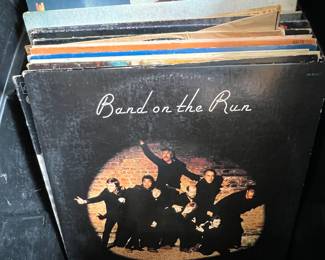 Band on the Run